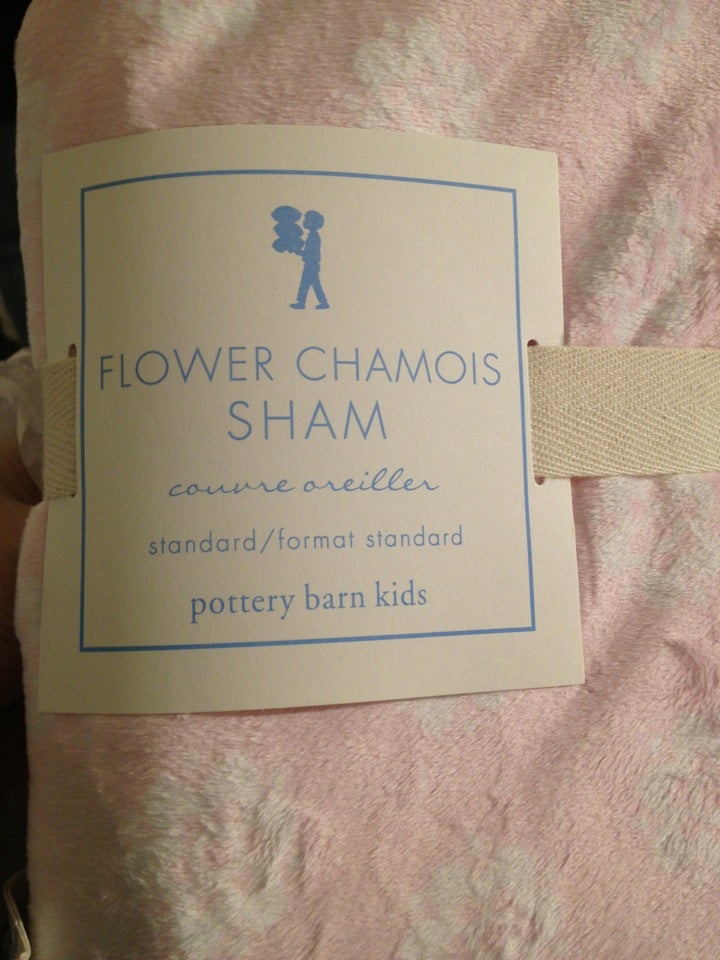 FLOWER CHAMOIS
SHAM
couvre oreiller
standard/format standard
pottery barn kids